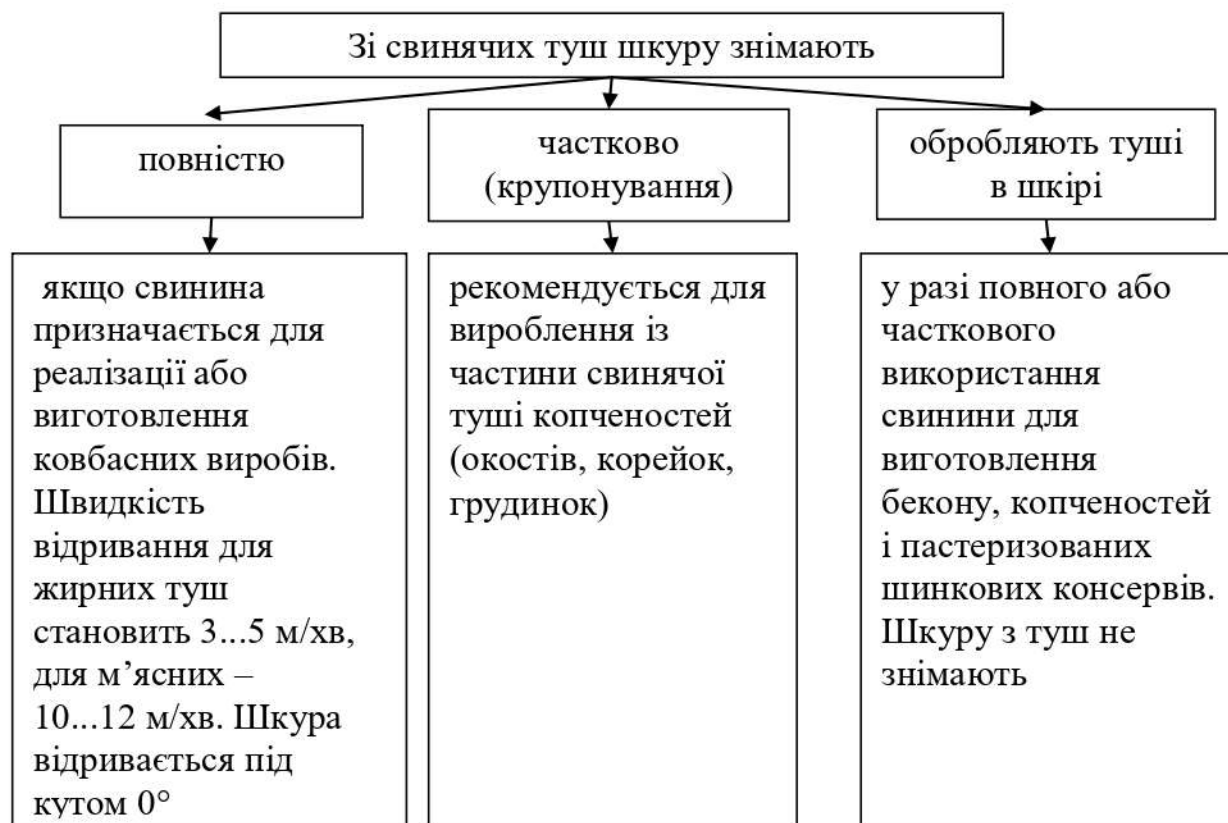 Зі свинячих туш шкуру знімають
повністю
частково
(крупонування)
обробляють туші
в шкірі
якщо свинина
призначається для
реалізації або
виготовлення
ковбасних виробів.
Швидкість
відривання для
жирних туш
становить 3...5 м/хв,
для м’ясних –
10...12 м/хв. Шкура
відривається під
кутом 0°
рекомендується для
вироблення із
частини свинячої
туші копченостей
(окостів, корейок,
грудинок)
у разі повного або
часткового
використання
свинини для
виготовлення
бекону, копченостей
і пастеризованих
шинкових консервів.
Шкуру з туш не
знімають